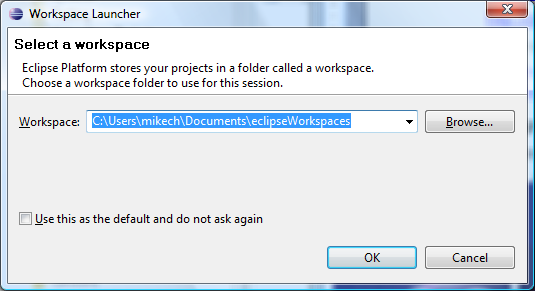 Workspace Launcher
Select a workspace
Eclipse Platform stores your projects in a folder called a workspace.
Choose a workspace folder to use for this session.
Workspace: C:\Users\mikech\Documents\eclipseWorkspaces Browse...
Use this as the default and do not ask again
OK Cancel